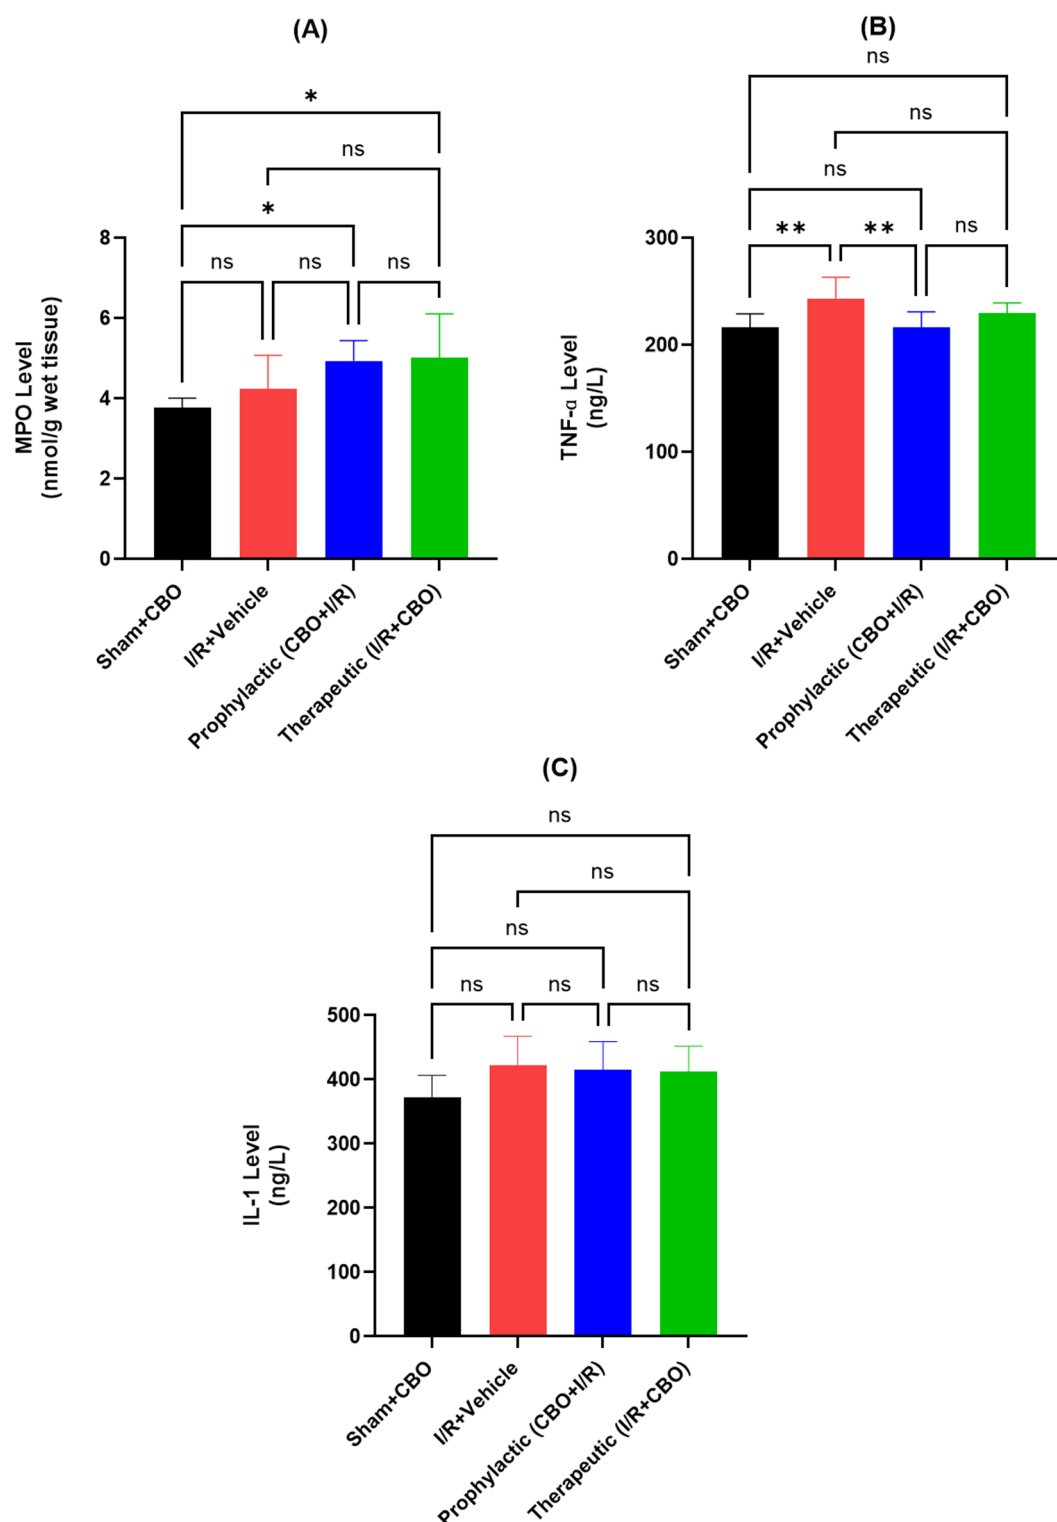 (A)
*
ns
*
ns
ns
ns
8
6
4
2
0
MPO Level
(nmol/g wet tissue)
Sham+CBO
I/R+Vehicle
Prophylactic (CBO+I/R)
Therapeutic (I/R+CBO)
(B)
ns
ns
ns
**
**
ns
300
200
100
0
TNF-α Level
(ng/L)
Sham+CBO
I/R+Vehicle
Prophylactic (CBO+I/R)
Therapeutic (I/R+CBO)
(C)
ns
ns
ns
ns
ns
ns
500
400
300
200
100
0
IL-1 Level
(ng/L)
Sham+CBO
I/R+Vehicle
Prophylactic (CBO+I/R)
Therapeutic (I/R+CBO)